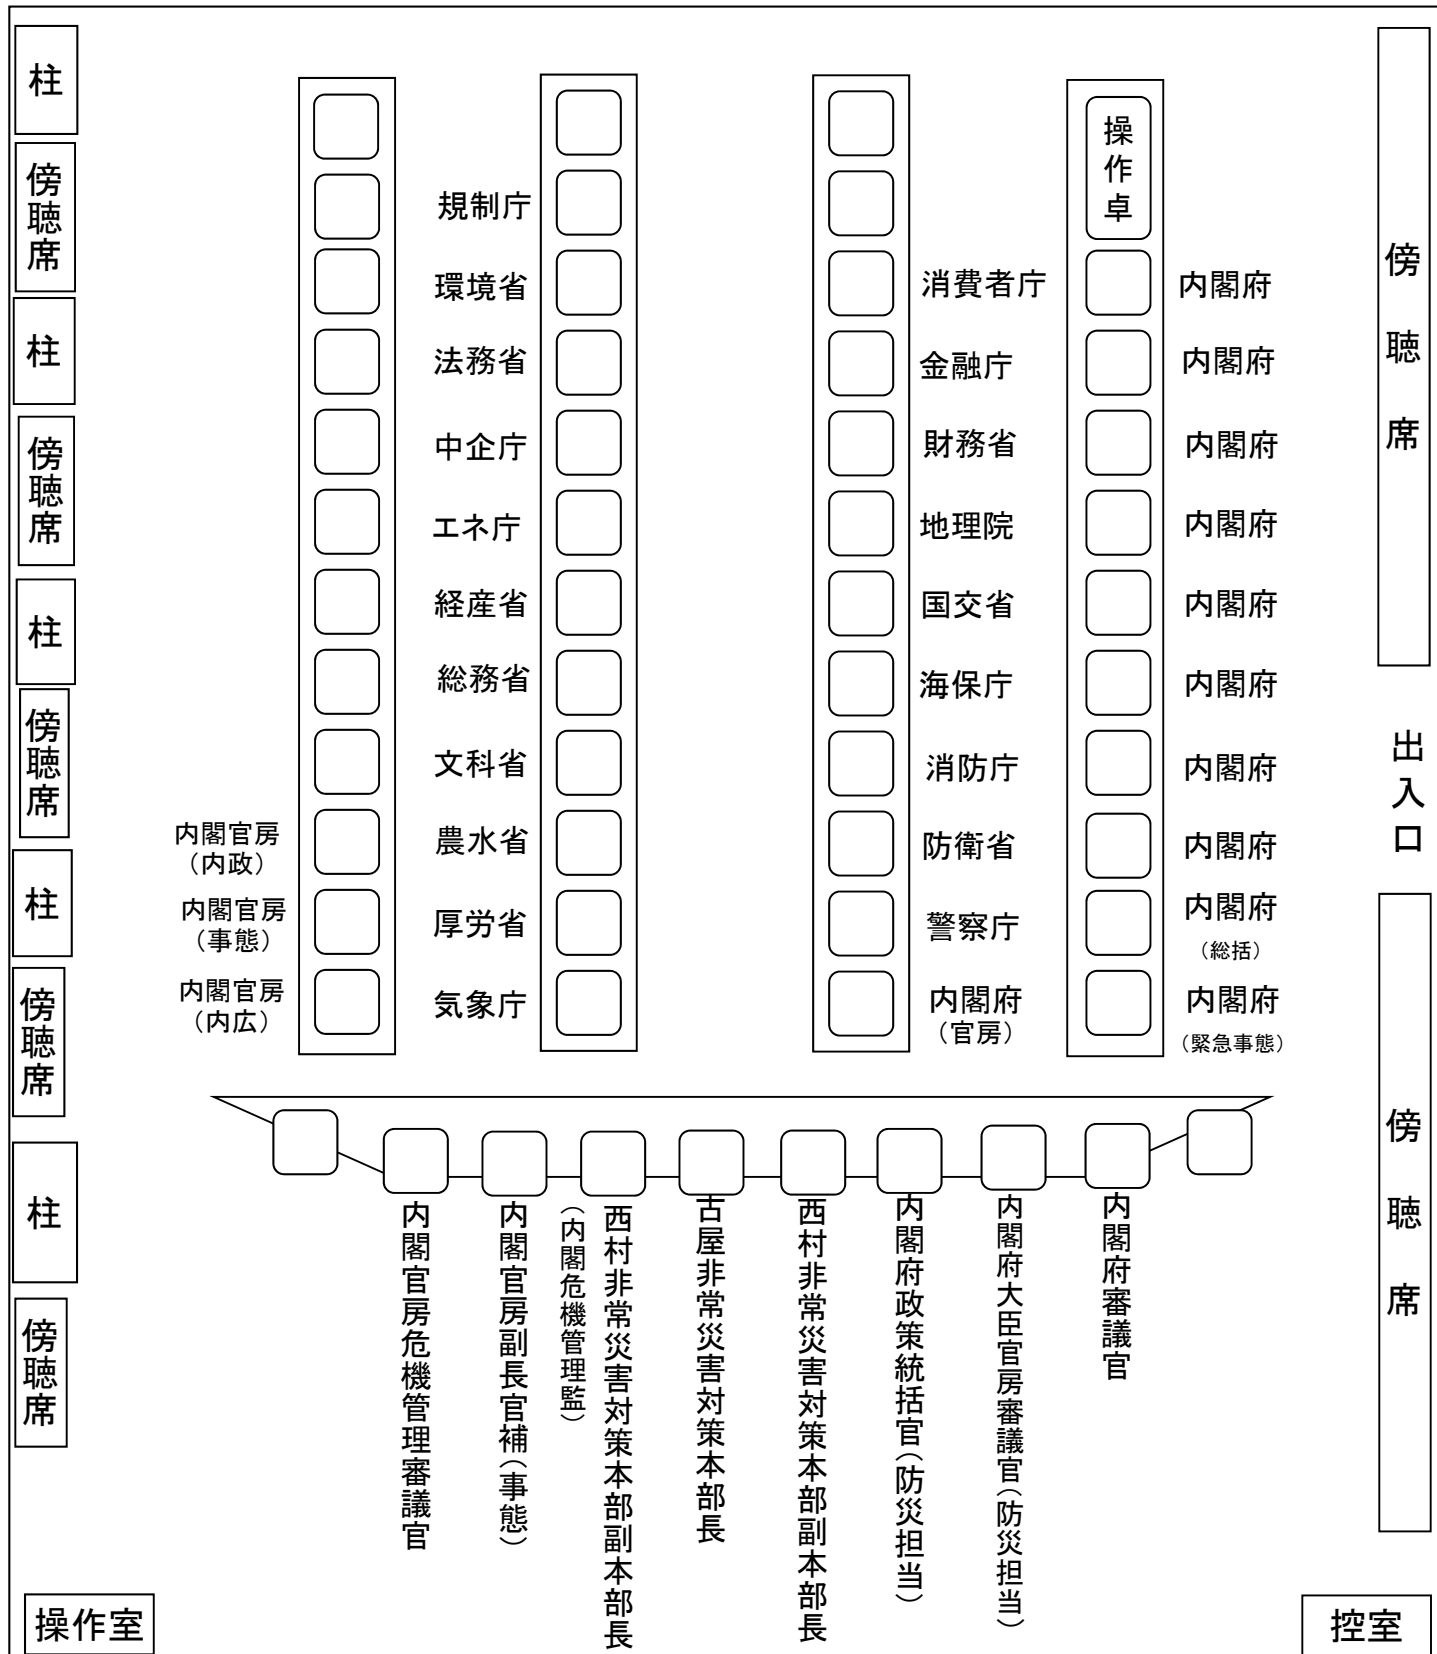 柱
傍聴席
柱
傍聴席
柱
傍聴席
柱
傍聴席
柱
傍聴席
操作室
内閣官房
（内政）
内閣官房
（事態）
内閣官房
（内広）
規制庁
環境省
法務省
中企庁
エネ庁
経産省
総務省
文科省
農水省
厚労省
気象庁
消費者庁
金融庁
財務省
地理院
国交省
海保庁
消防庁
防衛省
警察庁
内閣府
（官房）
操作卓
内閣府
内閣府
内閣府
内閣府
内閣府
内閣府
内閣府
内閣府
内閣府
（総括）
内閣府
（緊急事態）
傍聴席
出入口
傍聴席
内閣官房危機管理審議官
内閣官房副長官補（事態）
（内閣危機管理監）
西村非常災害対策本部副本部長
古屋非常災害対策本部長
西村非常災害対策本部副本部長
内閣府政策統括官（防災担当）
内閣府大臣官房審議官（防災担当）
内閣府審議官
控室